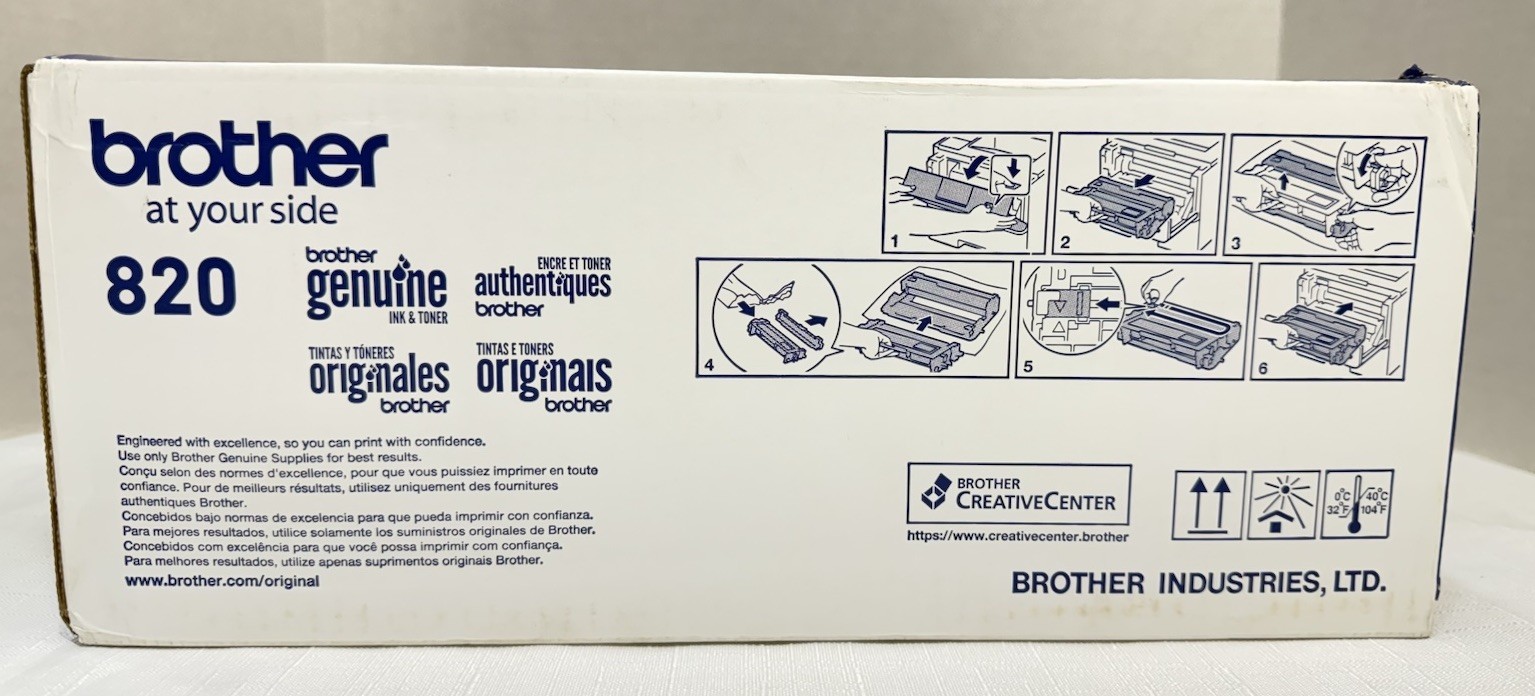 brother
at your side
820
brother
genuine
INK & TONER
ENCRE ET TONER
authentiques
brother
TINTAS Y TÓNERES
originales
brother
TINTAS E TONERS
originais
brother
Engineered with excellence, so you can print with confidence.
Use only Brother Genuine Supplies for best results.
Conçu selon des normes d'excellence, pour que vous puissiez imprimer en toute
confiance. Pour de meilleurs résultats, utilisez uniquement des fournitures
authentiques Brother.
Concebidos bajo normas de excelencia para que pueda imprimir con confianza.
Para mejores resultados, utilice solamente los suministros originales de Brother.
Concebidos com excelência para que você possa imprimir com confiança.
Para melhores resultados, utilize apenas suprimentos originais Brother.
www.brother.com/original
1
2
3
4
5
6
BROTHER
CREATIVECENTER
https://www.creativecenter.brother
0°C 40°C
32°F 104°F
BROTHER INDUSTRIES, LTD.